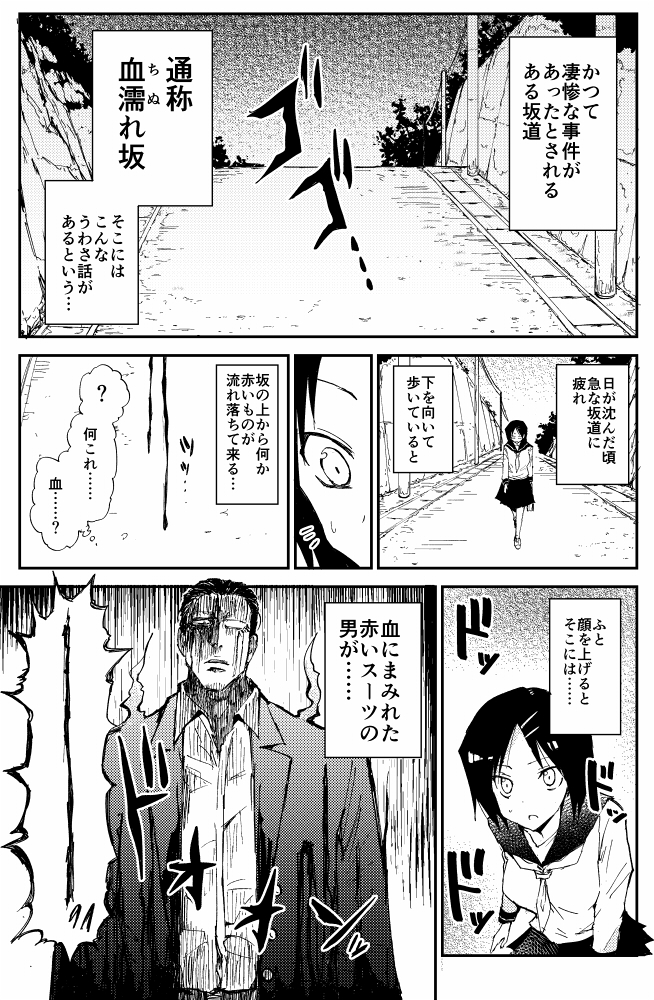 かつて
凄惨な事件が
あったとされる
ある坂道
ゴゴ・・・
通称
血濡れ坂
ちぬ
そこには
こんな
うわさ話が
あるという…
日が沈んだ頃
急な坂道に
疲れ
下を向いて
歩いていると
坂の上から何か
赤いものが
流れ落ちて来る…
?
何これ……
血……?
ふと
顔を上げると
そこには……
ドッ
ドッ
血にまみれた
赤いスーツの
男が……
ドドオオオ